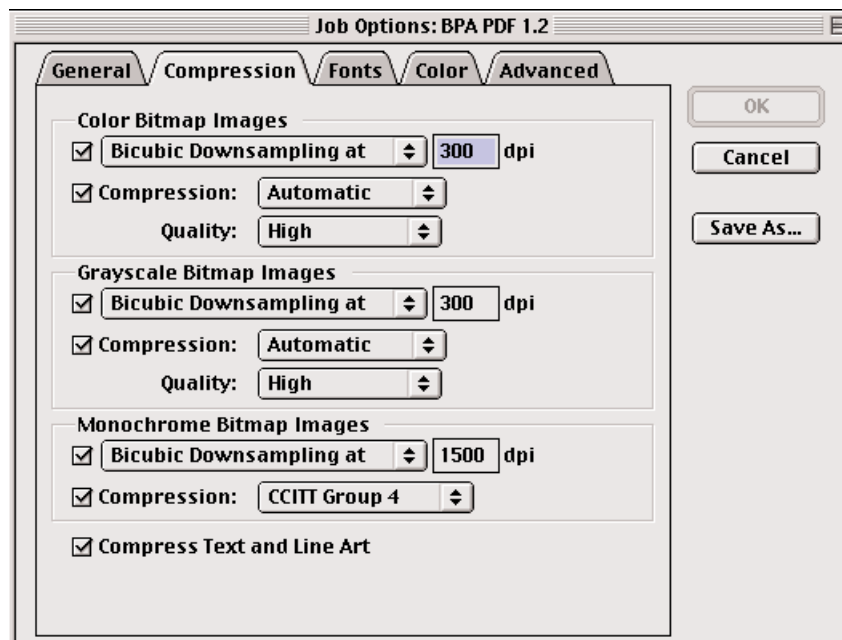 Job Options: BPA PDF 1.2
General Compression Fonts Color Advanced
OK
Cancel
Save As...
Color Bitmap Images
Bicubic Downsampling at 300 dpi
Compression: Automatic
Quality: High
Grayscale Bitmap Images
Bicubic Downsampling at 300 dpi
Compression: Automatic
Quality: High
Monochrome Bitmap Images
Bicubic Downsampling at 1500 dpi
Compression: CCITT Group 4
Compress Text and Line Art